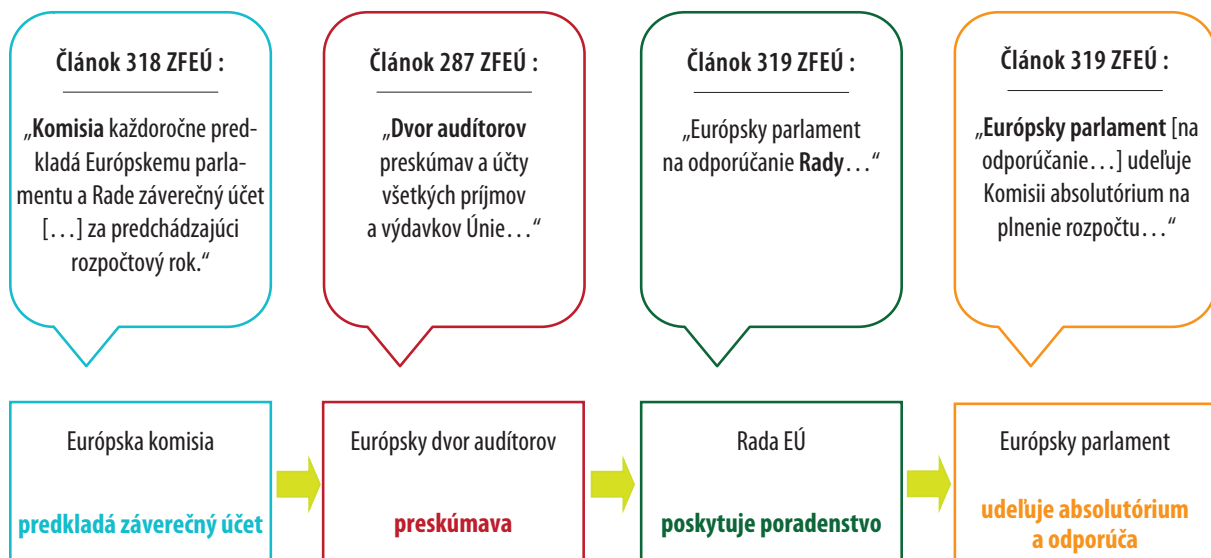 Článok 318 ZFEÚ :
„Komisia každoročne pred-
kladá Európskemu parla-
mentu a Rade záverečný účet
[…] za predchádzajúci
rozpočtový rok.“
Článok 287 ZFEÚ :
„Dvor audítorov
preskúmav a účty
všetkých príjmov
a výdavkov Únie…“
Článok 319 ZFEÚ :
„Európsky parlament
na odporúčanie Rady…“
Článok 319 ZFEÚ :
„Európsky parlament [na
odporúčanie…] udeľuje
Komisii absolutórium na
plnenie rozpočtu…“
Európska komisia
predkladá záverečný účet
Európsky dvor audítorov
preskúmava
Rada EÚ
poskytuje poradenstvo
Európsky parlament
udeľuje absolutórium
a odporúča